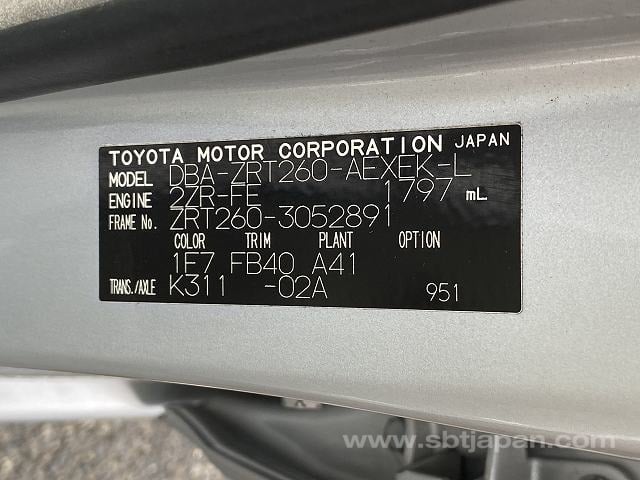 TOYOTA MOTOR CORPORATION JAPAN
MODEL DBA-ZRT260-AEXEK-L
ENGINE 2ZR-FE 1797 mL
FRAME No. ZRT260-3052891
COLOR TRIM PLANT OPTION
1E7 FB40 A41
TRANS./AXLE K311 -02A 951
www.sbtjapan.com